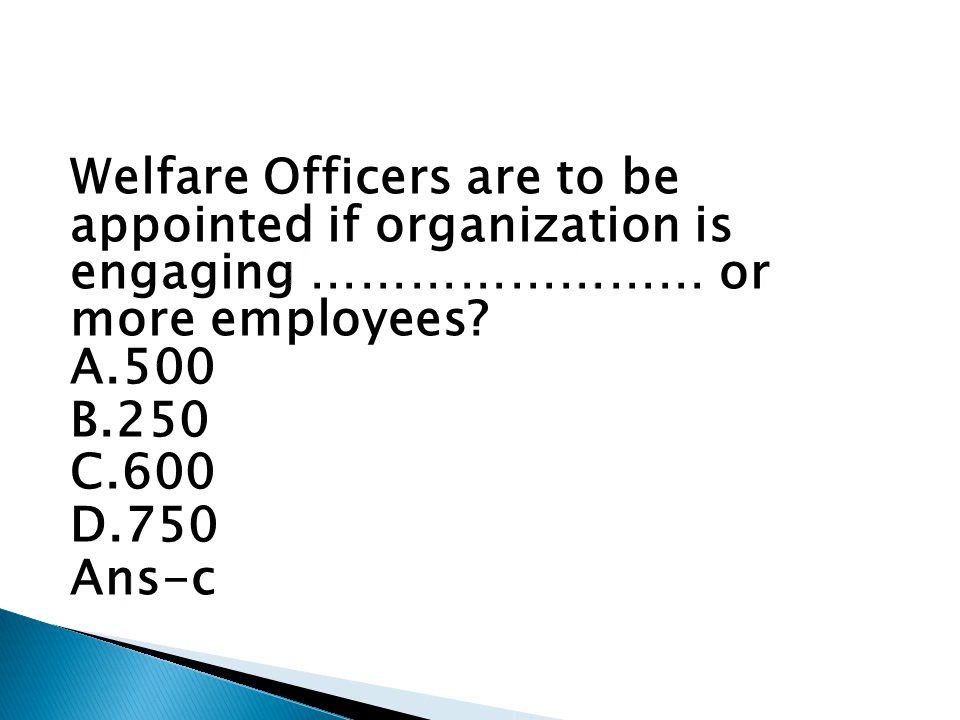 Welfare Officers are to be
appointed if organization is
engaging …………………… or
more employees?
A.500
B.250
C.600
D.750
Ans-c